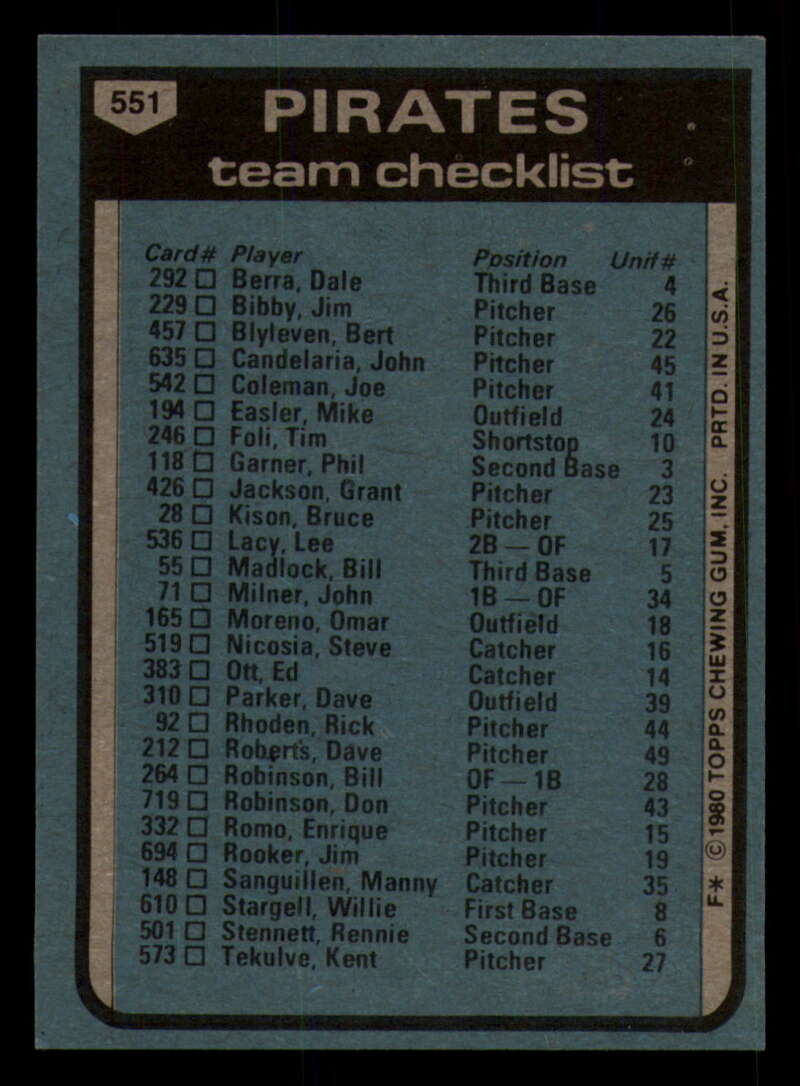 551
PIRATES
team checklist
Card# Player Position Unif#
292 □ Berra, Dale Third Base 4
229 □ Bibby, Jim Pitcher 26
457 □ Blyleven, Bert Pitcher 22
635 □ Candelaria, John Pitcher 45
542 □ Coleman, Joe Pitcher 41
194 □ Easler, Mike Outfield 24
246 □ Foli, Tim Shortstop 10
118 □ Garner, Phil Second Base 3
426 □ Jackson, Grant Pitcher 23
28 □ Kison, Bruce Pitcher 25
536 □ Lacy, Lee 2B — OF 17
55 □ Madlock, Bill Third Base 5
71 □ Milner, John 1B — OF 34
165 □ Moreno, Omar Outfield 18
519 □ Nicosia, Steve Catcher 16
383 □ Ott, Ed Catcher 14
310 □ Parker, Dave Outfield 39
92 □ Rhoden, Rick Pitcher 44
212 □ Roberts, Dave Pitcher 49
264 □ Robinson, Bill OF — 1B 28
719 □ Robinson, Don Pitcher 43
332 □ Romo, Enrique Pitcher 15
694 □ Rooker, Jim Pitcher 19
148 □ Sanguillen, Manny Catcher 35
610 □ Stargell, Willie First Base 8
501 □ Stennett, Rennie Second Base 6
573 □ Tekulve, Kent Pitcher 27
F* © 1980 TOPPS CHEWING GUM, INC. PRTD. IN U.S.A.